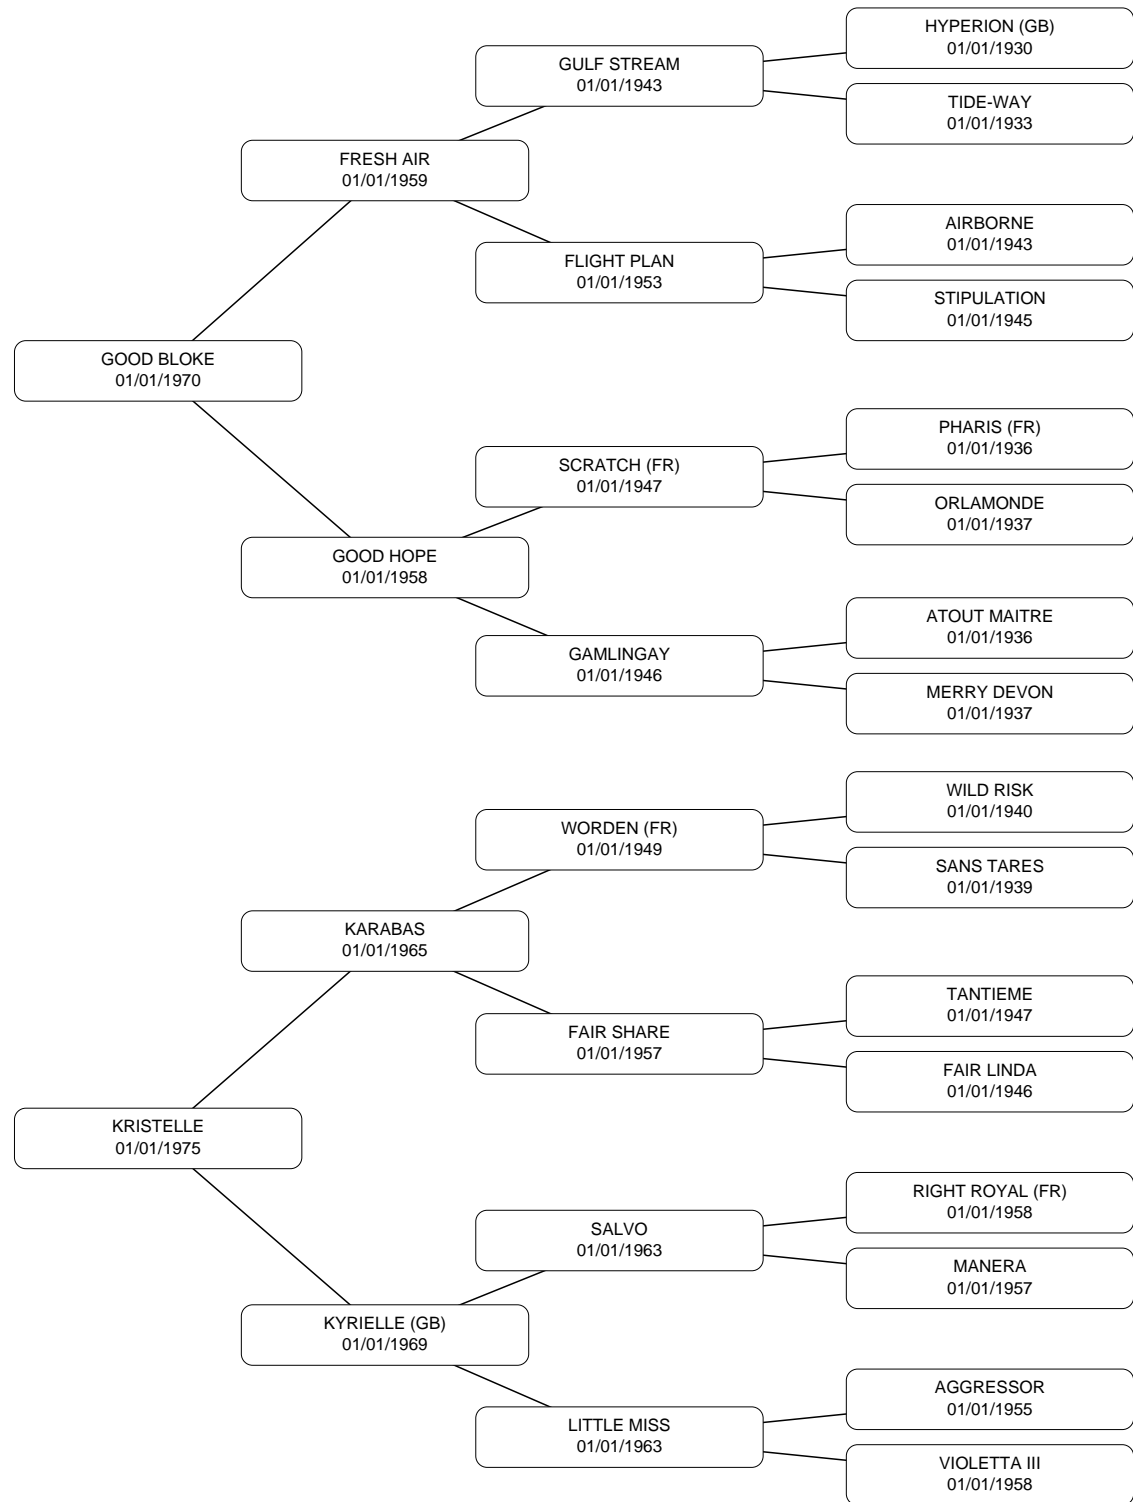 HYPERION (GB)
01/01/1930
GULF STREAM
01/01/1943
TIDE-WAY
01/01/1933
FRESH AIR
01/01/1959
AIRBORNE
01/01/1943
FLIGHT PLAN
01/01/1953
STIPULATION
01/01/1945
GOOD BLOKE
01/01/1970
PHARIS (FR)
01/01/1936
SCRATCH (FR)
01/01/1947
ORLAMONDE
01/01/1937
GOOD HOPE
01/01/1958
ATOUT MAITRE
01/01/1936
GAMLINGAY
01/01/1946
MERRY DEVON
01/01/1937
WILD RISK
01/01/1940
WORDEN (FR)
01/01/1949
SANS TARES
01/01/1939
KARABAS
01/01/1965
TANTIEME
01/01/1947
FAIR SHARE
01/01/1957
FAIR LINDA
01/01/1946
KRISTELLE
01/01/1975
RIGHT ROYAL (FR)
01/01/1958
SALVO
01/01/1963
MANERA
01/01/1957
KYRIELLE (GB)
01/01/1969
AGGRESSOR
01/01/1955
LITTLE MISS
01/01/1963
VIOLETTA III
01/01/1958